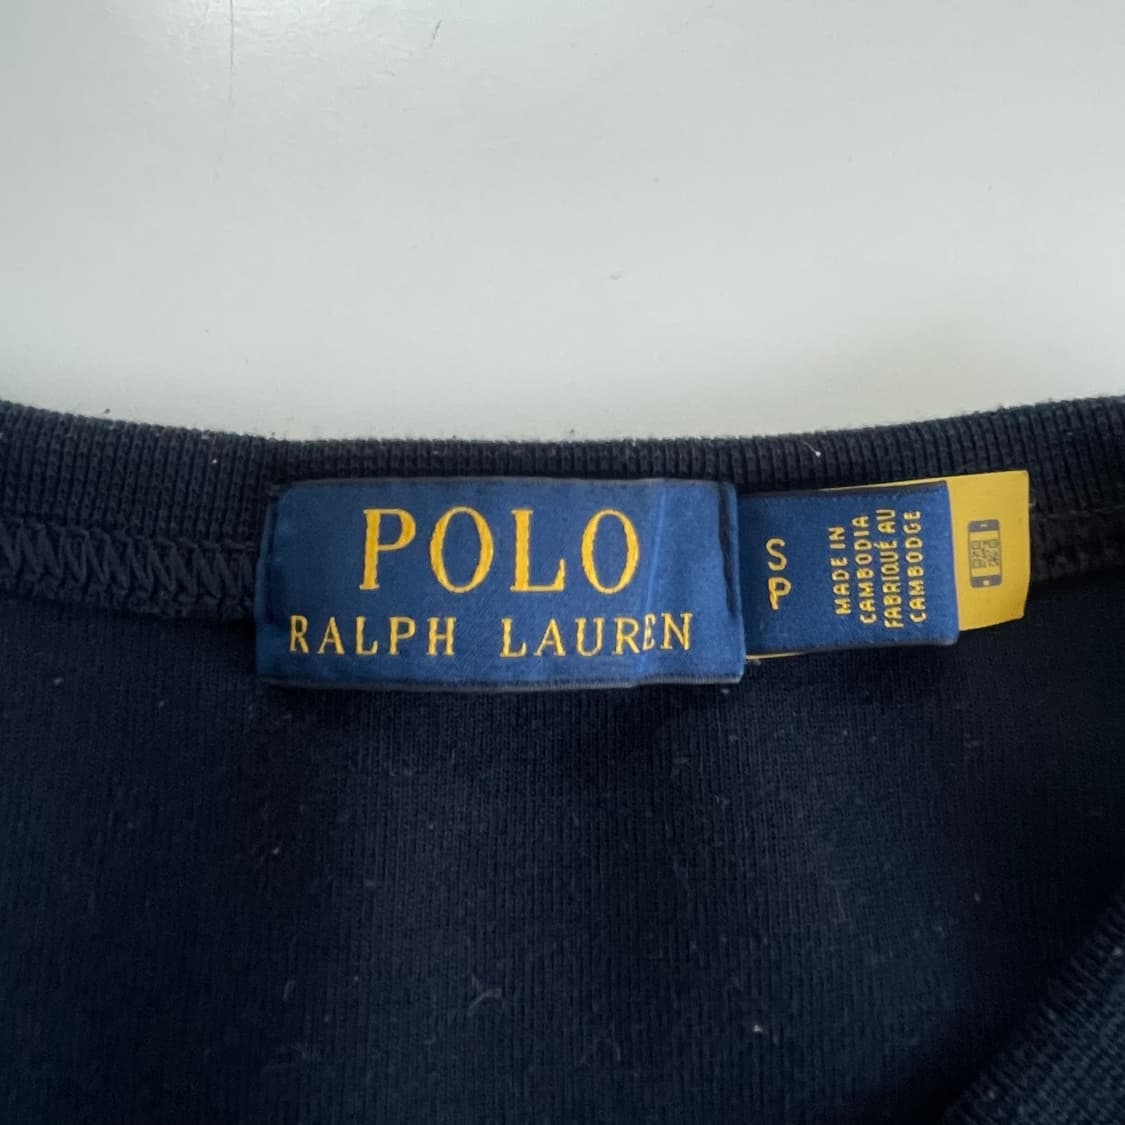 POLO
RALPH LAUREN
S
P
MADE IN
CAMBODIA
FABRIQUÉ AU
CAMBODGE